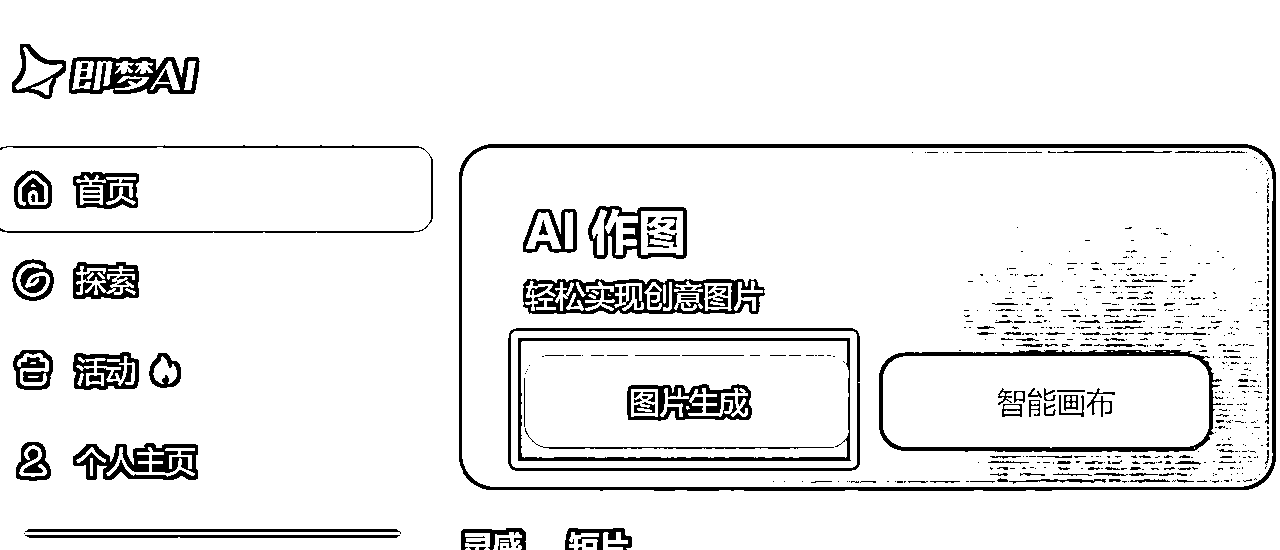 即梦AI
首页
探索
活动
个人主页
AI 作图
轻松实现创意图片
图片生成
智能画布
灵感 短片